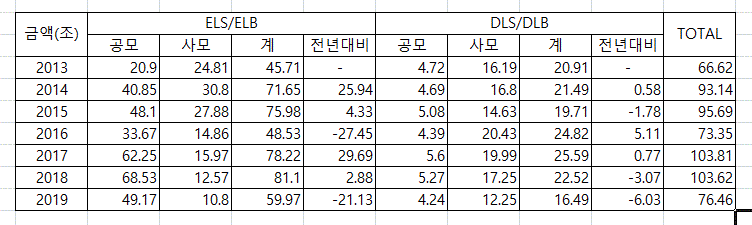 금액(조) ELS/ELB DLS/DLB TOTAL
공모 사모 계 전년대비 공모 사모 계 전년대비
2013 20.9 24.81 45.71 - 4.72 16.19 20.91 - 66.62
2014 40.85 30.8 71.65 25.94 4.69 16.8 21.49 0.58 93.14
2015 48.1 27.88 75.98 4.33 5.08 14.63 19.71 -1.78 95.69
2016 33.67 14.86 48.53 -27.45 4.39 20.43 24.82 5.11 73.35
2017 62.25 15.97 78.22 29.69 5.6 19.99 25.59 0.77 103.81
2018 68.53 12.57 81.1 2.88 5.27 17.25 22.52 -3.07 103.62
2019 49.17 10.8 59.97 -21.13 4.24 12.25 16.49 -6.03 76.46